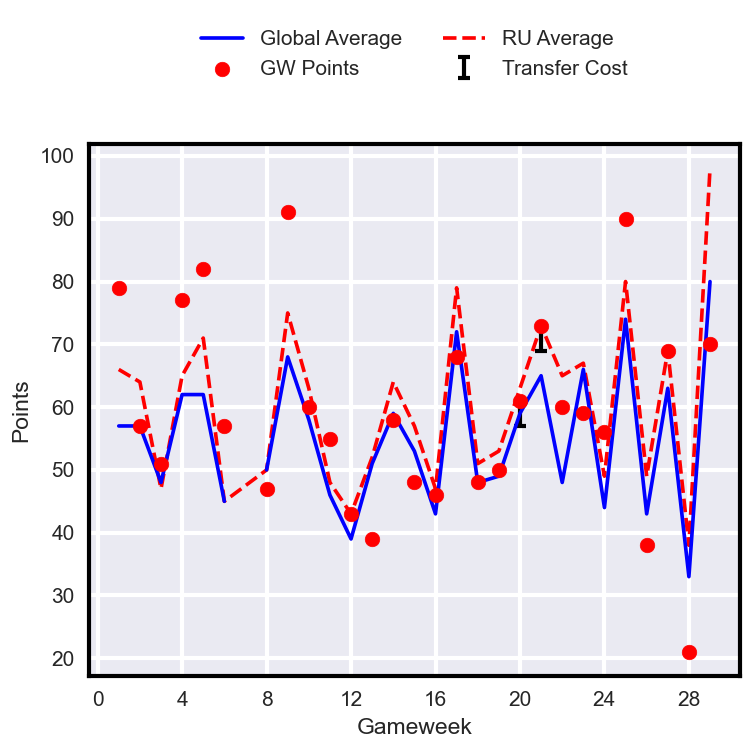 Global Average
RU Average
GW Points
Transfer Cost
100
90
80
70
60
50
40
30
20
Points
0 4 8 12 16 20 24 28
Gameweek